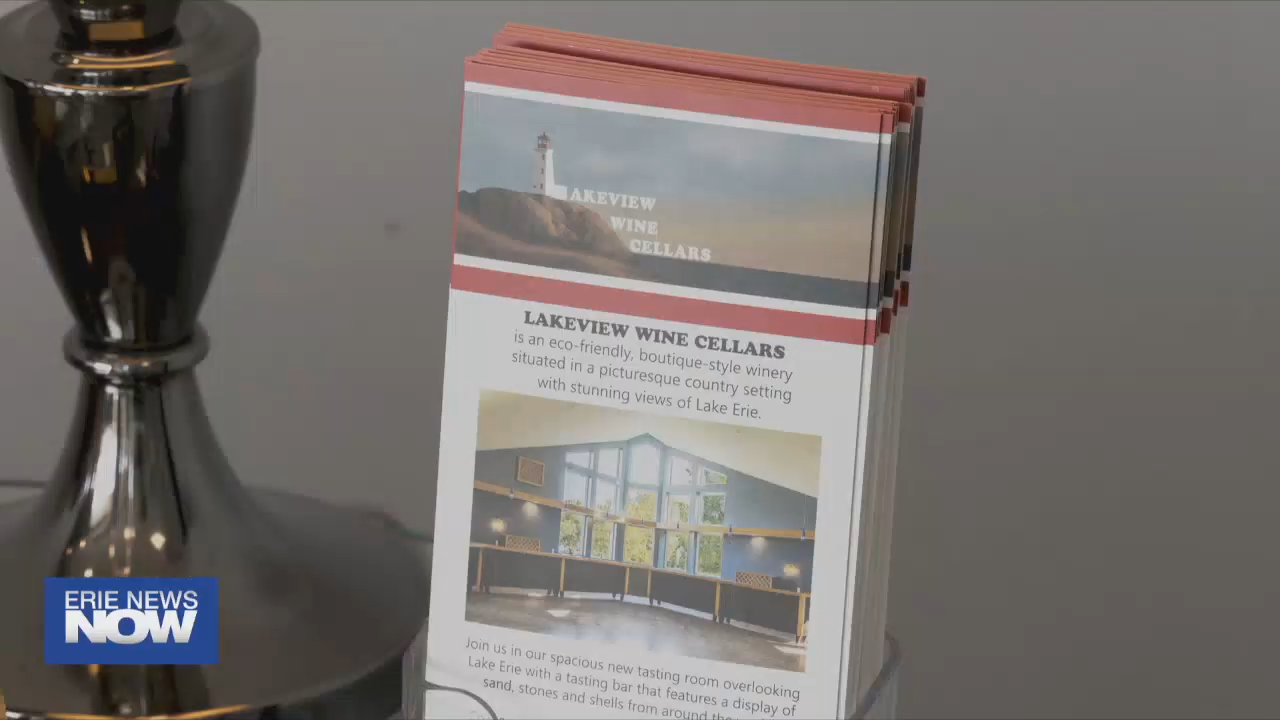 AKEVIEW
WINE
CELLARS
LAKEVIEW WINE CELLARS
is an eco-friendly, boutique-style winery
situated in a picturesque country setting
with stunning views of Lake Erie.
Join us in our spacious new tasting room overlooking
Lake Erie with a tasting bar that features a display of
sand, stones and shells from around
ERIE NEWS
NOW